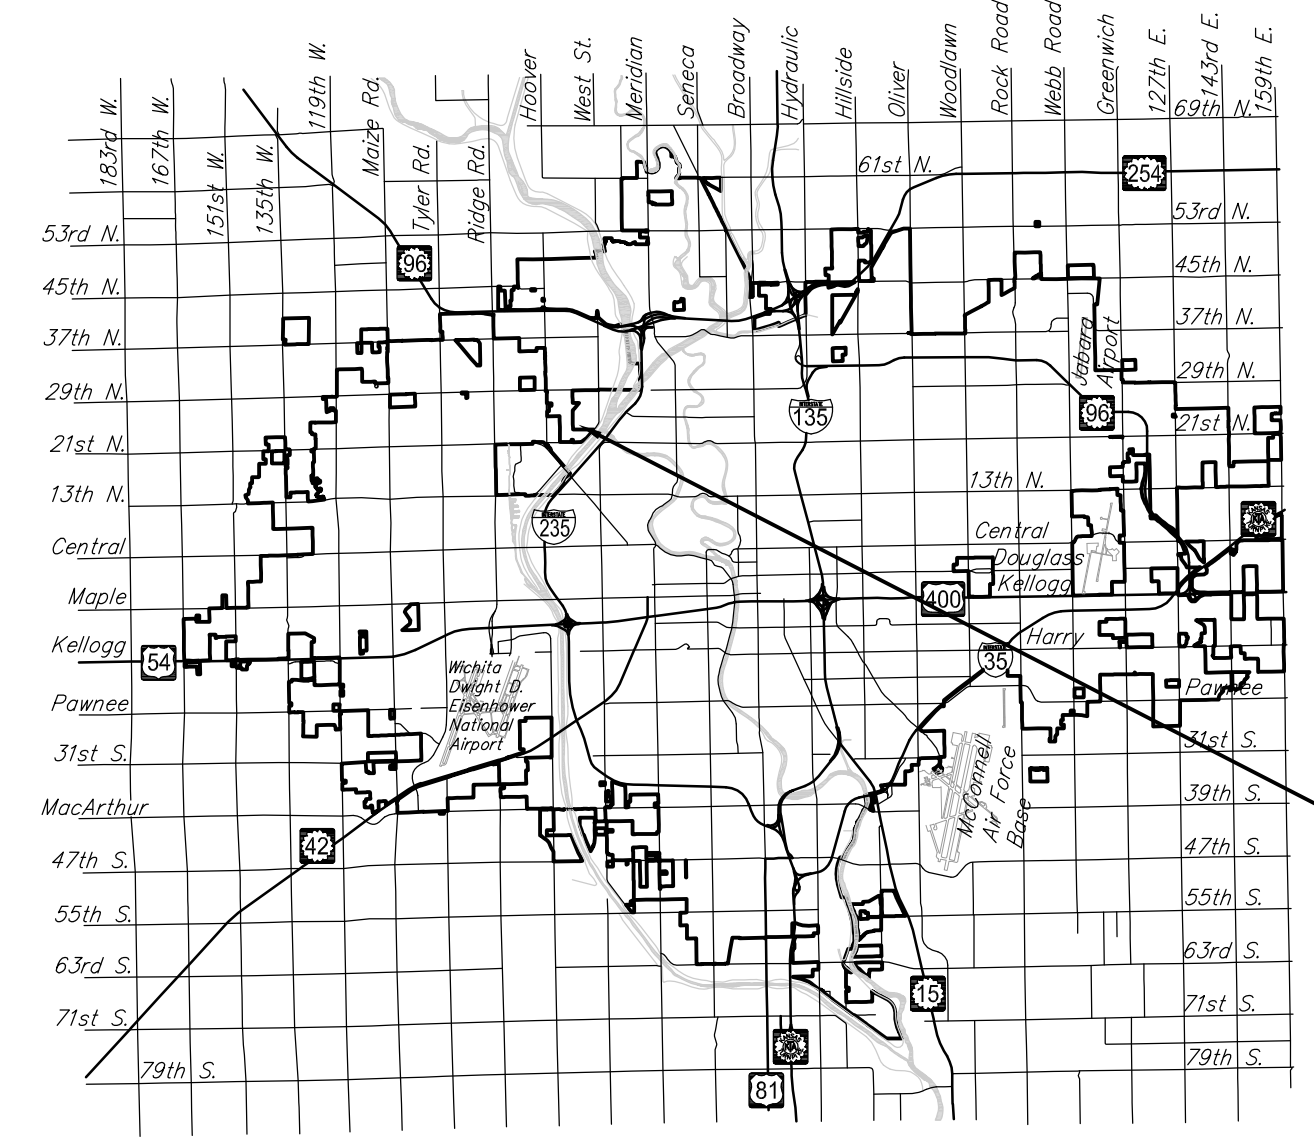 183rd W.
167th W.
151st W.
135th W.
119th W.
Maize Rd.
Tyler Rd.
Ridge Rd.
Hoover
West St.
Meridian
Seneca
Broadway
Hydraulic
Hillside
Oliver
Woodlawn
Rock Road
Webb Road
Greenwich
127th E.
143rd E.
159th E.
69th N.
61st N.
254
53rd N.
53rd N.
96
45th N.
45th N.
37th N.
37th N.
Jabara
Airport
29th N.
29th N.
INTERSTATE
135
96
21st N.
21st N.
13th N.
13th N.
INTERSTATE
235
Central
Central
Douglass
Kellogg
Maple
400
Kellogg
Harry
54
INTERSTATE
35
Wichita
Dwight D.
Eisenhower
National
Airport
Pawnee
Pawnee
31st S.
31st S.
McConnell
Air Force
Base
MacArthur
39th S.
42
47th S.
47th S.
55th S.
55th S.
63rd S.
63rd S.
15
71st S.
71st S.
79th S.
79th S.
81